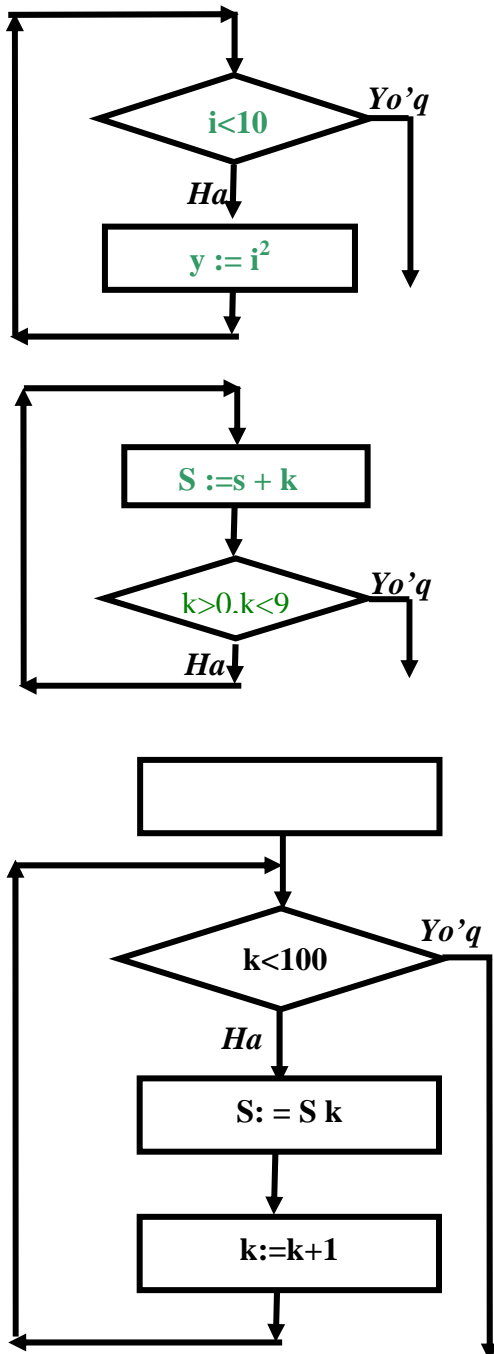 i<10
Yo’q
Ha
y := i²
S :=s + k
k>0,k<9
Yo’q
Ha
k<100
Yo’q
Ha
S: = S k
k:=k+1